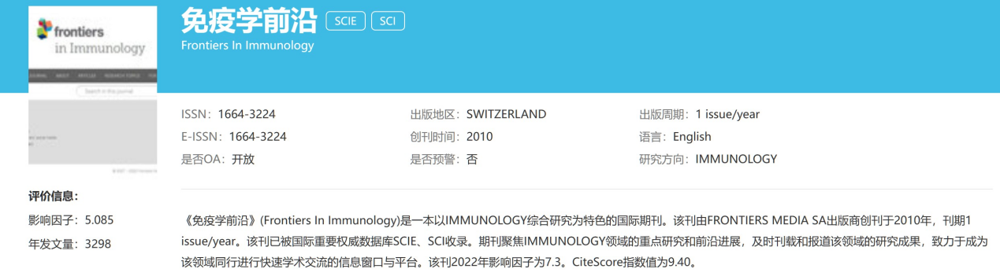 frontiers
in Immunology
免疫学前沿 SCIE SCI
Frontiers In Immunology
Search in this journal
ISSN：1664-3224 出版地区：SWITZERLAND 出版周期：1 issue/year
E-ISSN：1664-3224 创刊时间：2010 语言：English
是否OA：开放 是否预警：否 研究方向：IMMUNOLOGY
评价信息：
影响因子：5.085
年发文量：3298
《免疫学前沿》(Frontiers In Immunology)是一本以IMMUNOLOGY综合研究为特色的国际期刊。该刊由FRONTIERS MEDIA SA出版商创刊于2010年，刊期1
issue/year。该刊已被国际重要权威数据库SCIE、SCI收录。期刊聚焦IMMUNOLOGY领域的重点研究和前沿进展，及时刊载和报道该领域的研究成果，致力于成为
该领域同行进行快速学术交流的信息窗口与平台。该刊2022年影响因子为7.3。CiteScore指数值为9.40。